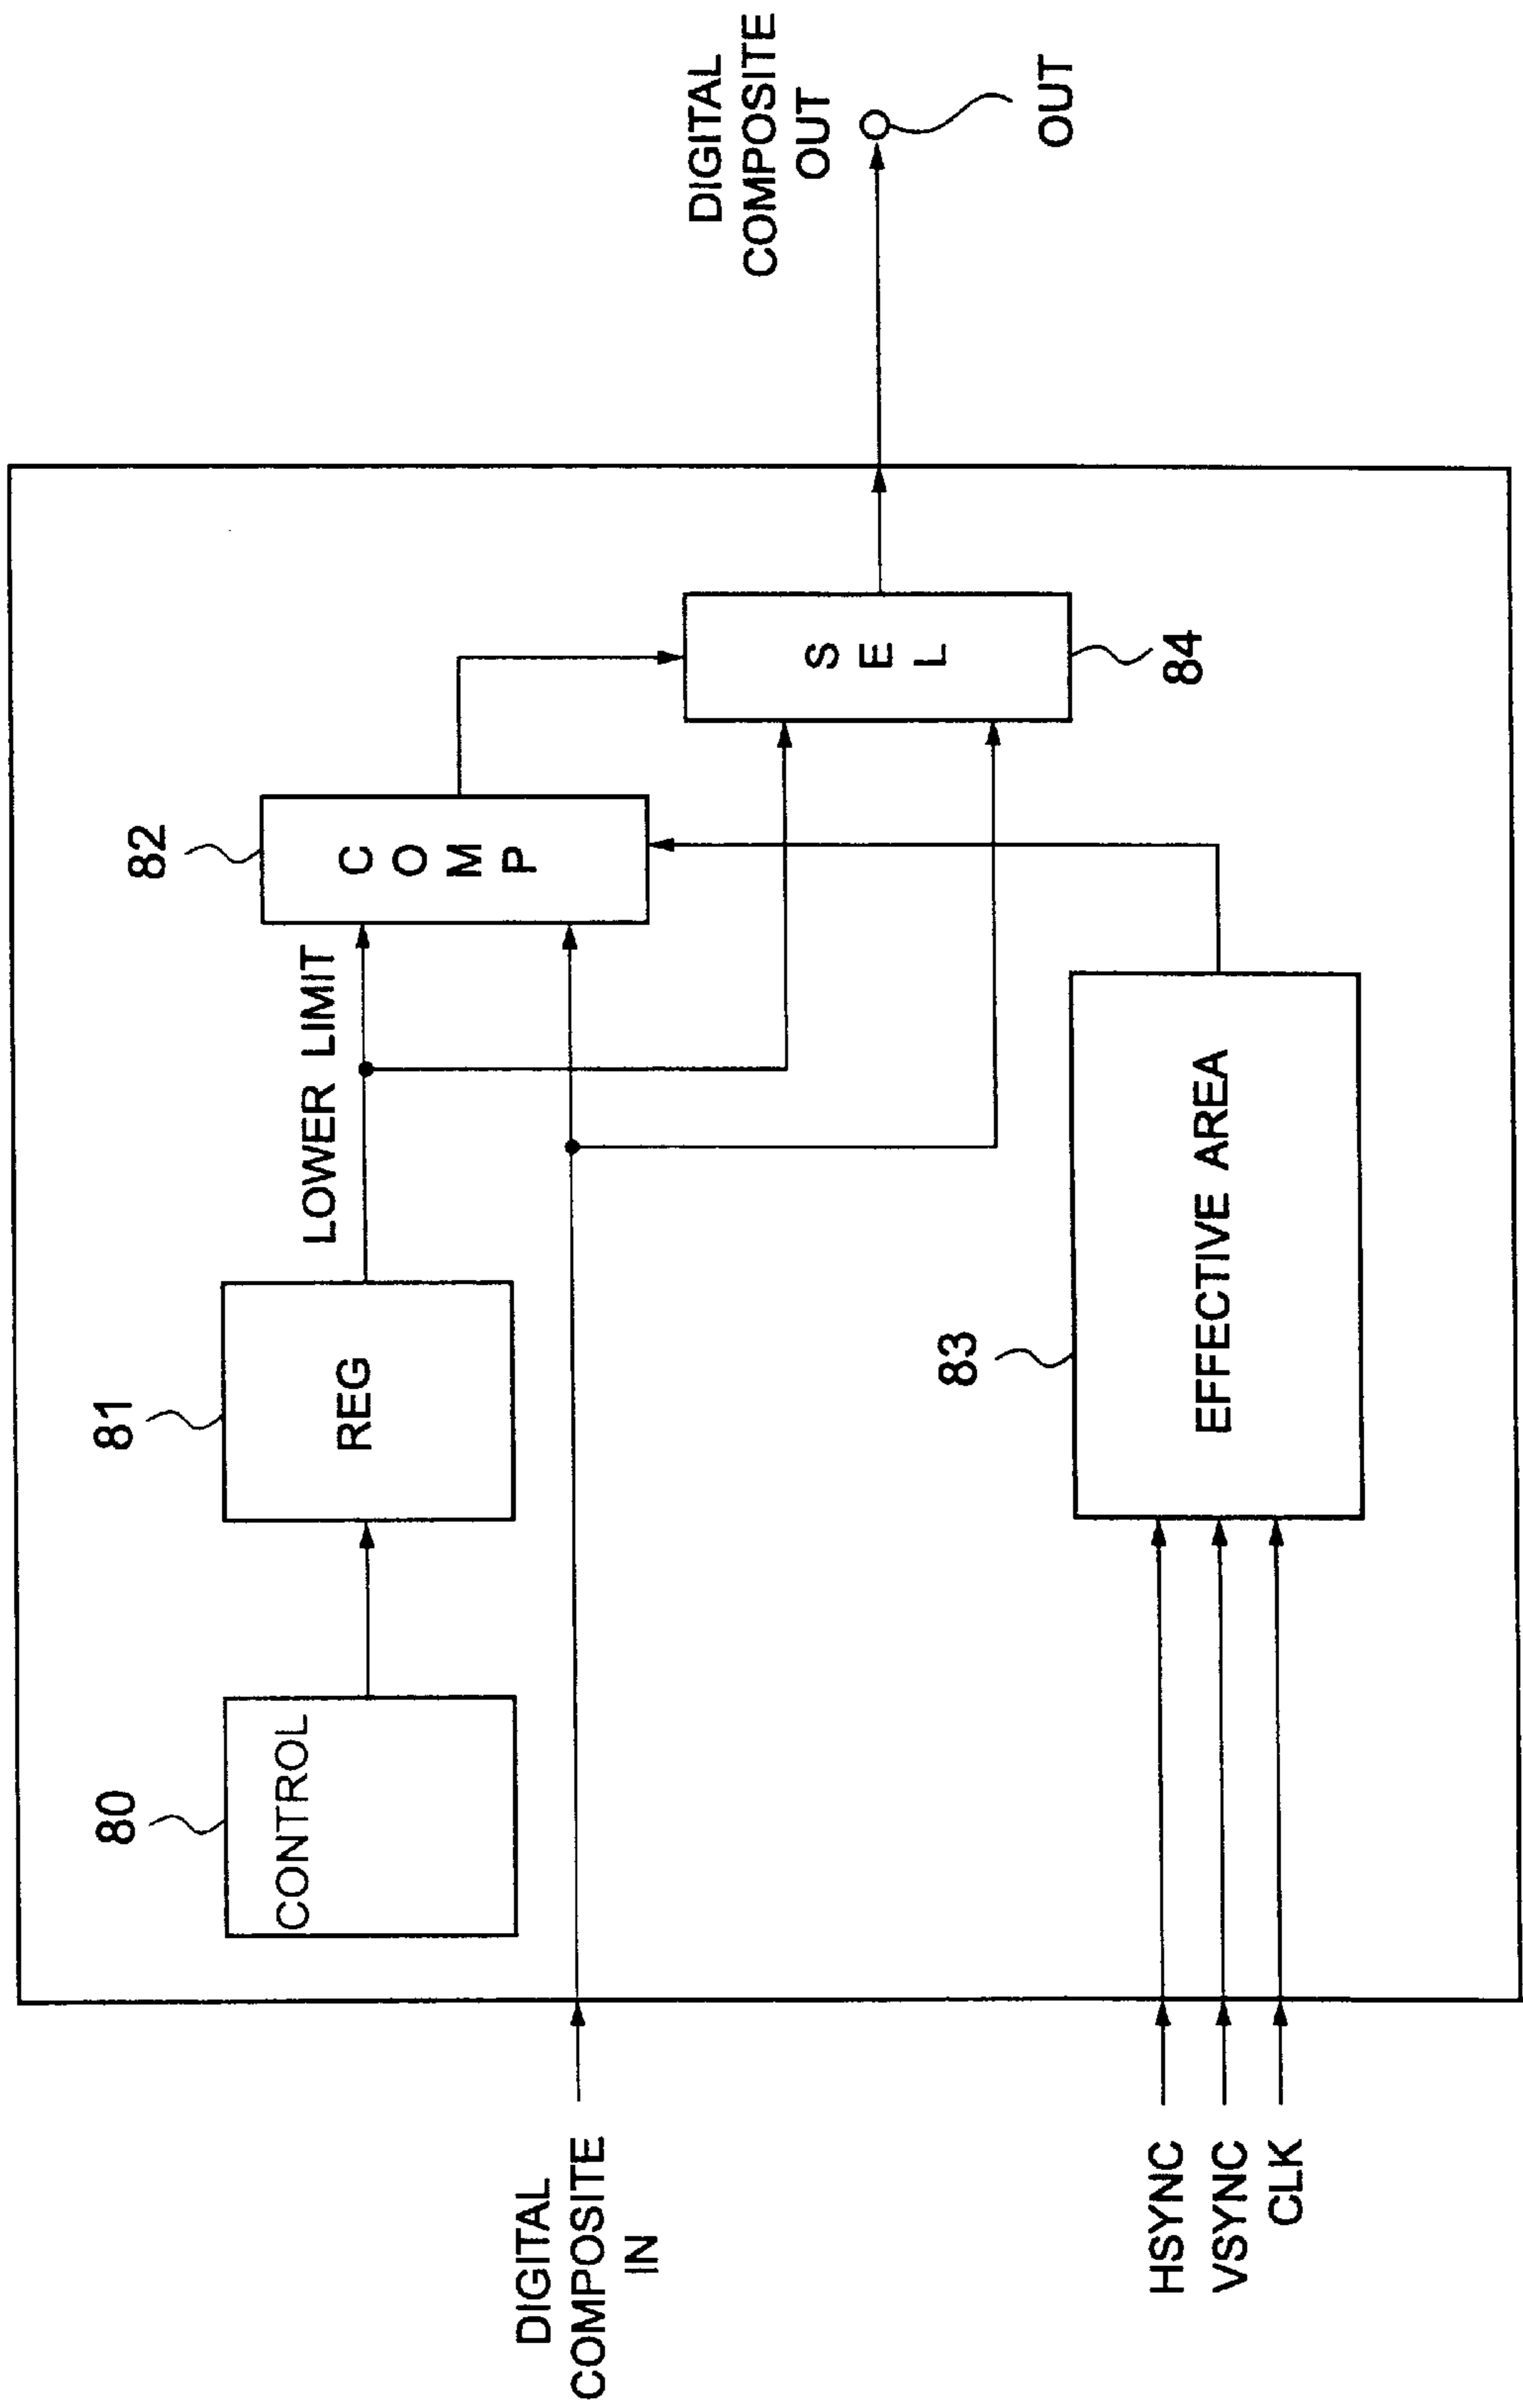 80
CONTROL
81
REG
LOWER LIMIT
82
C
O
M
P
S
E
L
84
DIGITAL
COMPOSITE
IN
DIGITAL
COMPOSITE
OUT
OUT
83
EFFECTIVE AREA
HSYNC
VSYNC
CLK